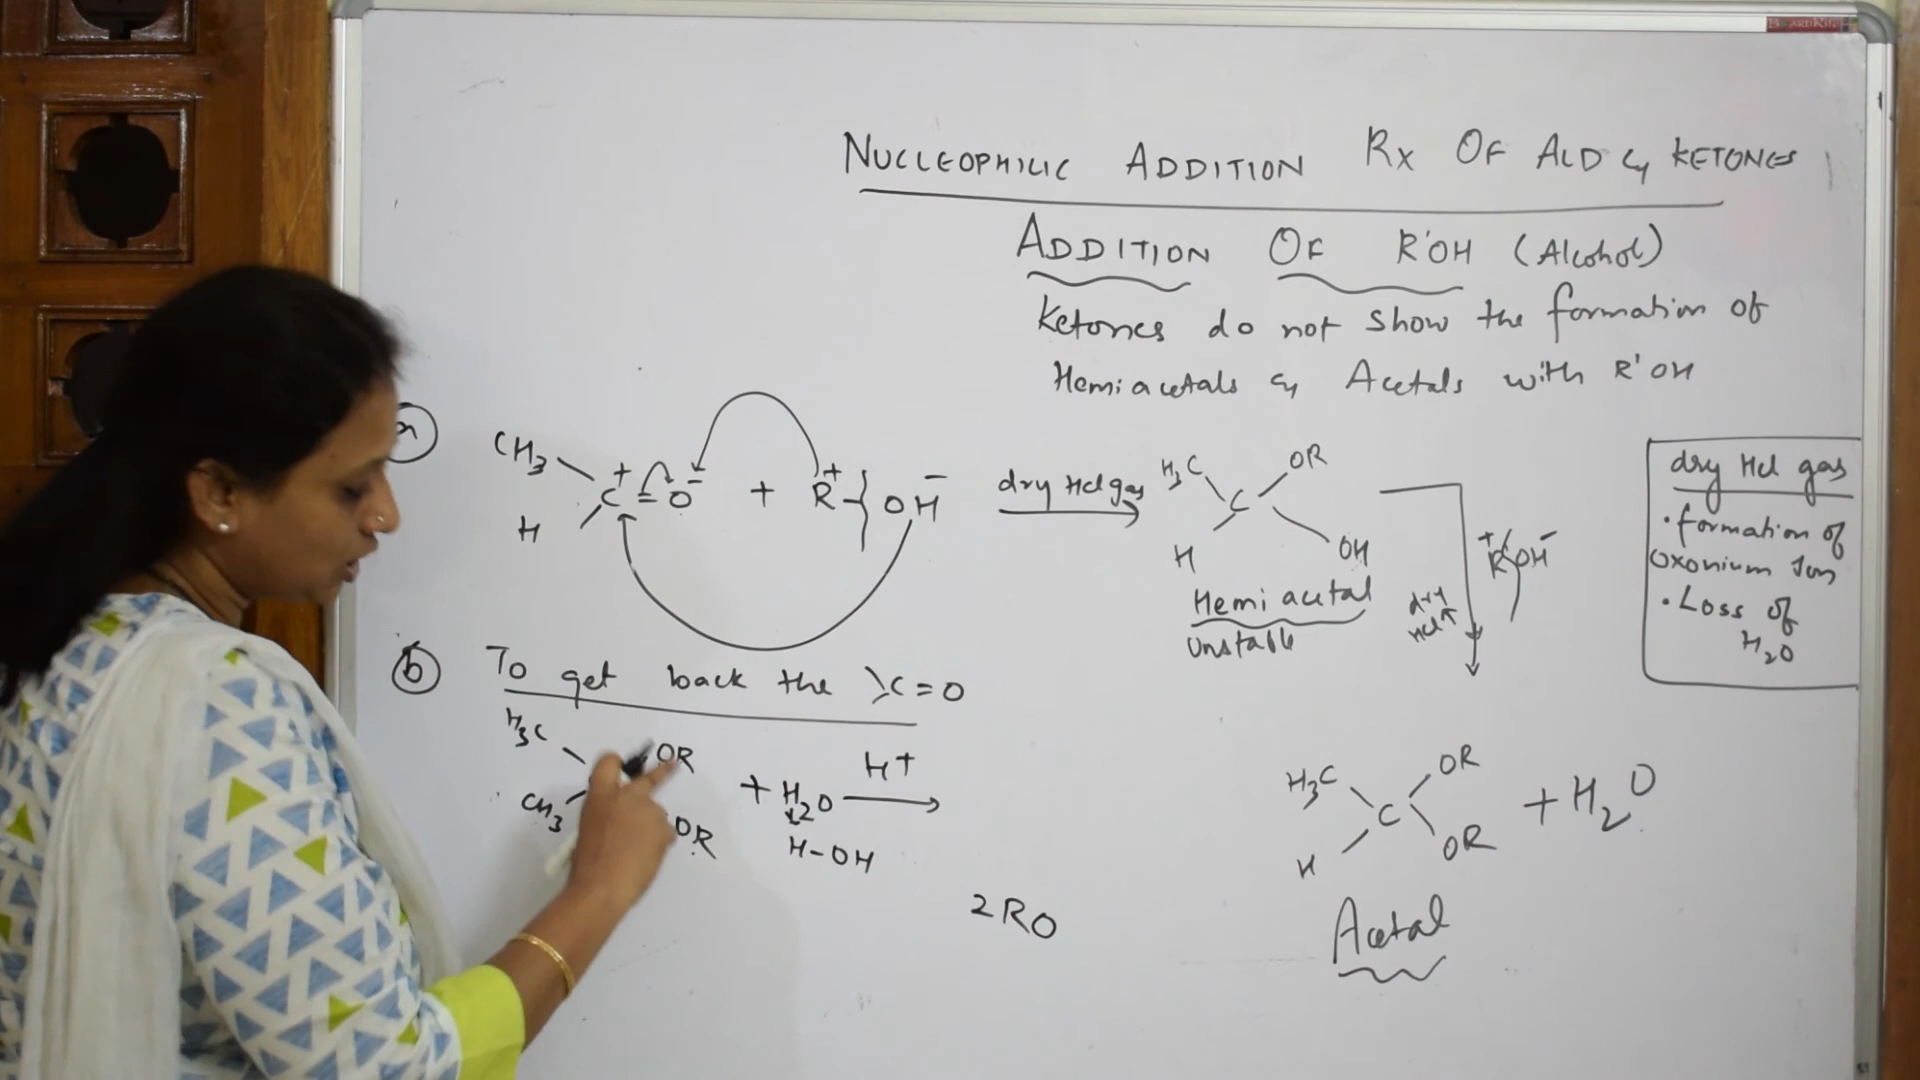 NUCLEOPHILIC ADDITION Rx OF ALD & KETONES
ADDITION OF R'OH (Alcohol)
Ketones do not show the formation of
Hemiacetals & Acetals with R'OH
CH3
H
C+ = O- + R+ - OH-
dry Hcl gas
H3C
OR
C
H
OH
Hemi acetal
Unstable
R+ OH-
dry
Hcl
dry Hcl gas
• formation of
Oxonium Ion
• Loss of
H2O
b
To get back the >C=O
H3C
OR
CH3
OR
+ H2O
H+
H-OH
2RO
H3C
OR
C
H
OR
+ H2O
Acetal